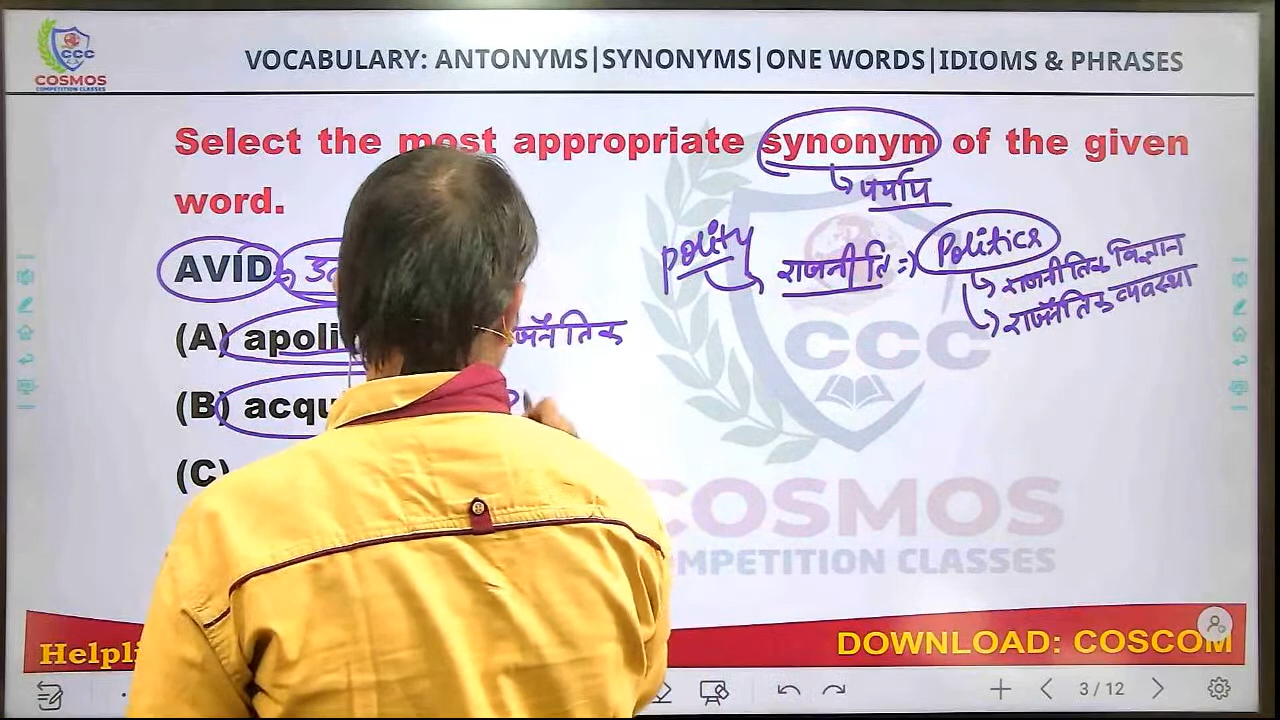 CCC
COSMOS
COMPETITION CLASSES
VOCABULARY: ANTONYMS|SYNONYMS|ONE WORDS|IDIOMS & PHRASES
Select the most appropriate synonym of the given
word.
पर्याय
AVID
polity राजनीति => Politics
राजनीतिक विज्ञान
राजनैतिक व्यवस्था
(A) apoli
(B) acqu
(C)
CCC
COSMOS
MPETITION CLASSES
Helpli
DOWNLOAD: COSCOM
3 / 12